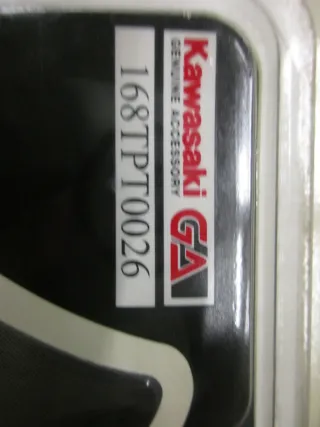 Kawasaki GA
GENUINE ACCESSORY
168TPT0026